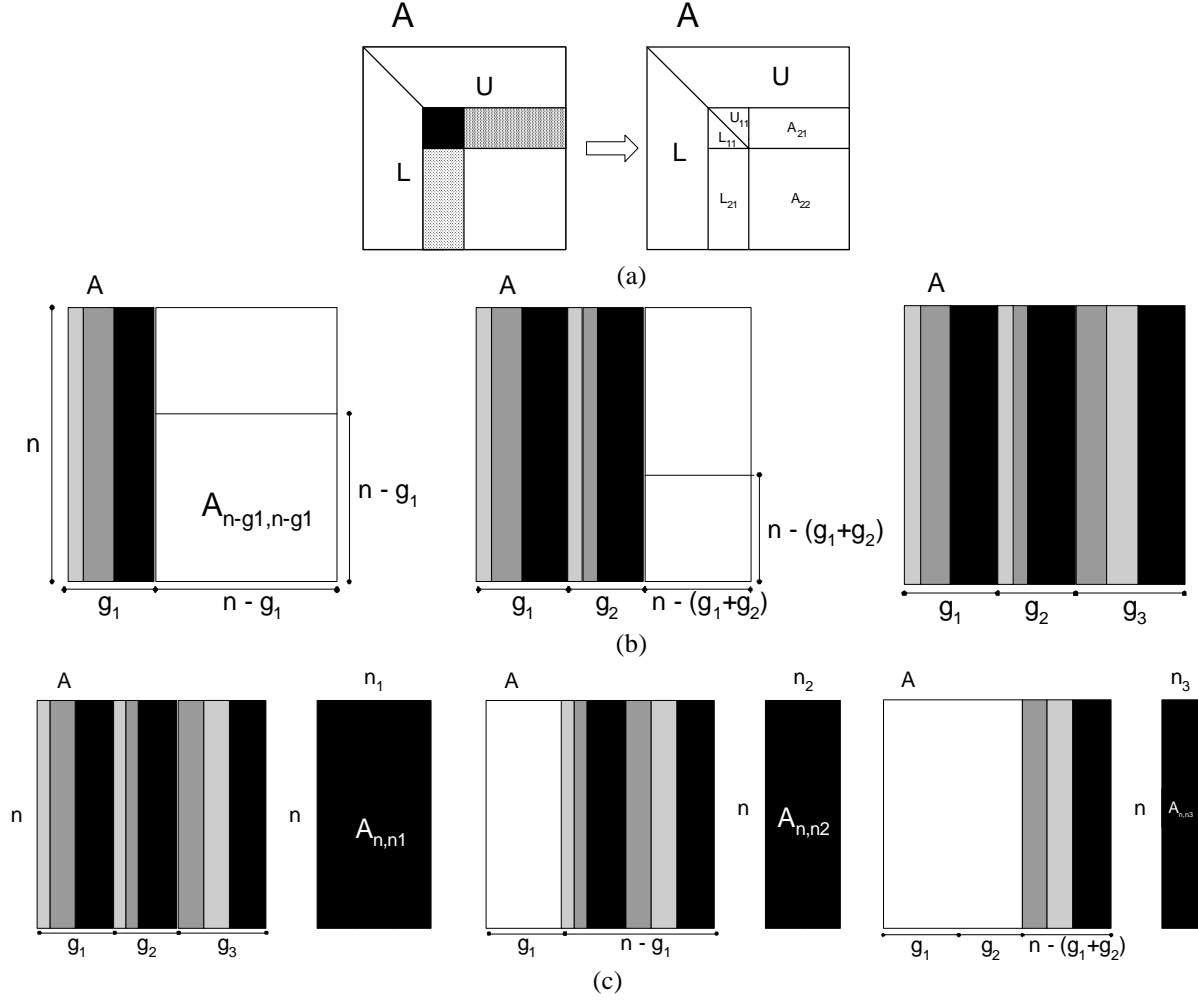 A
A
U
U
L
L
U11
L11
A21
L21
A22
(a)
A
A
A
n
An-g1,n-g1
n - g1
n - (g1+g2)
g1
n - g1
g1
g2
n - (g1+g2)
g1
g2
g3
(b)
A
n1
A
n2
A
n3
n
n
An,n1
n
An,n2
n
An,n3
g1
g2
g3
g1
n - g1
g1
g2
n - (g1+g2)
(c)